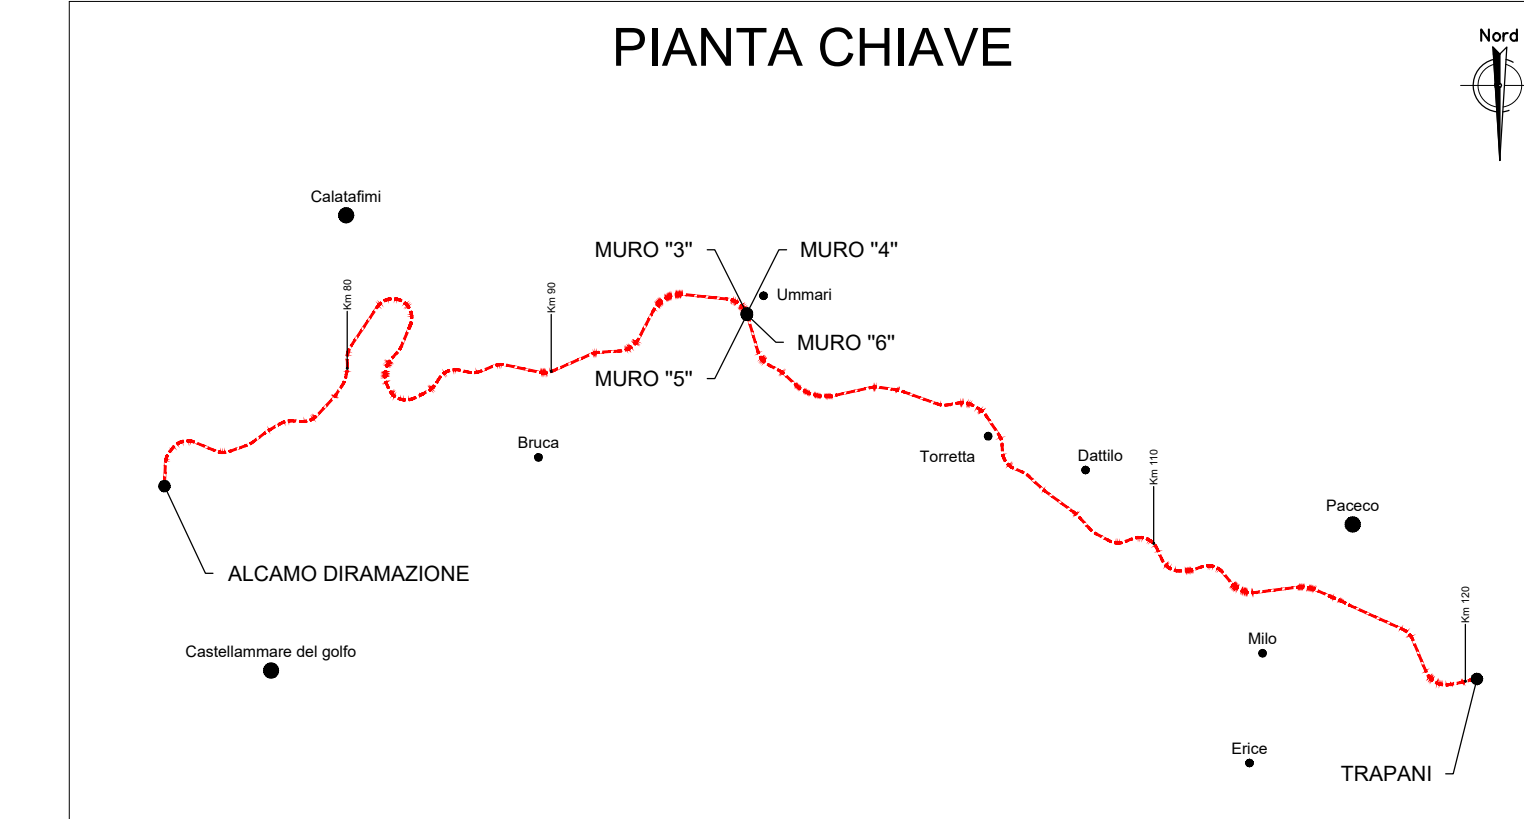 PIANTA CHIAVE
Nord
Calatafimi
MURO "3"
MURO "4"
Km 80
Km 90
Ummari
MURO "6"
MURO "5"
Bruca
Torretta
Dattilo
Km 110
Paceco
ALCAMO DIRAMAZIONE
Km 120
Milo
Castellammare del golfo
Erice
TRAPANI